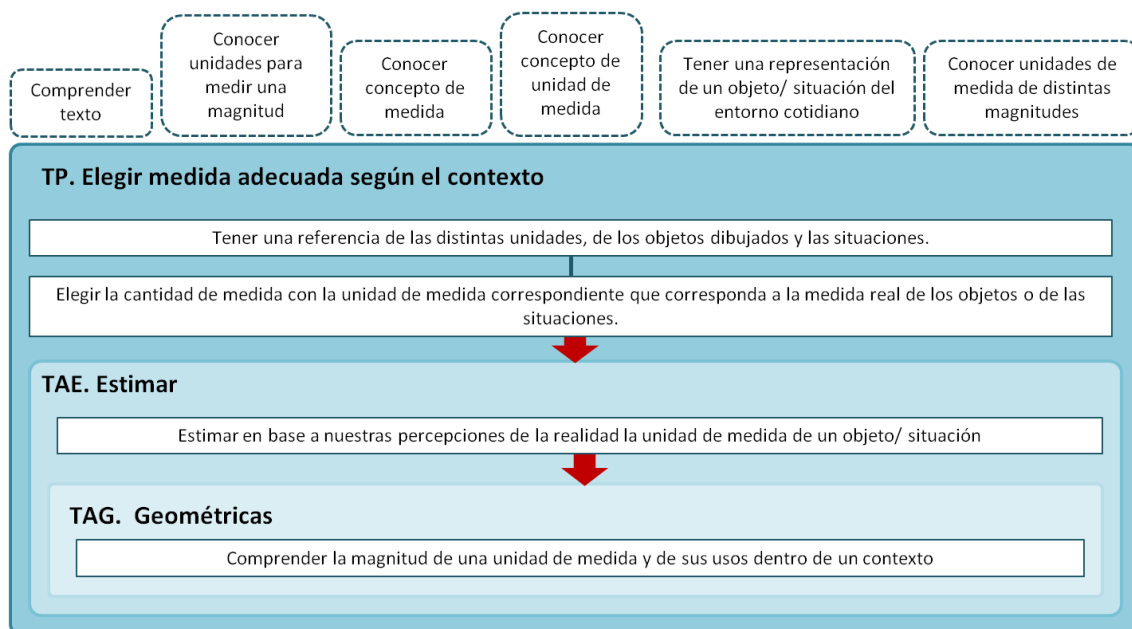 Comprender
texto
Conocer
unidades para
medir una
magnitud
Conocer
concepto de
medida
Conocer
concepto de
unidad de
medida
Tener una representación
de un objeto/ situación del
entorno cotidiano
Conocer unidades de
medida de distintas
magnitudes
TP. Elegir medida adecuada según el contexto
Tener una referencia de las distintas unidades, de los objetos dibujados y las situaciones.
Elegir la cantidad de medida con la unidad de medida correspondiente que corresponda a la medida real de los objetos o de las
situaciones.
TAE. Estimar
Estimar en base a nuestras percepciones de la realidad la unidad de medida de un objeto/ situación
TAG. Geométricas
Comprender la magnitud de una unidad de medida y de sus usos dentro de un contexto